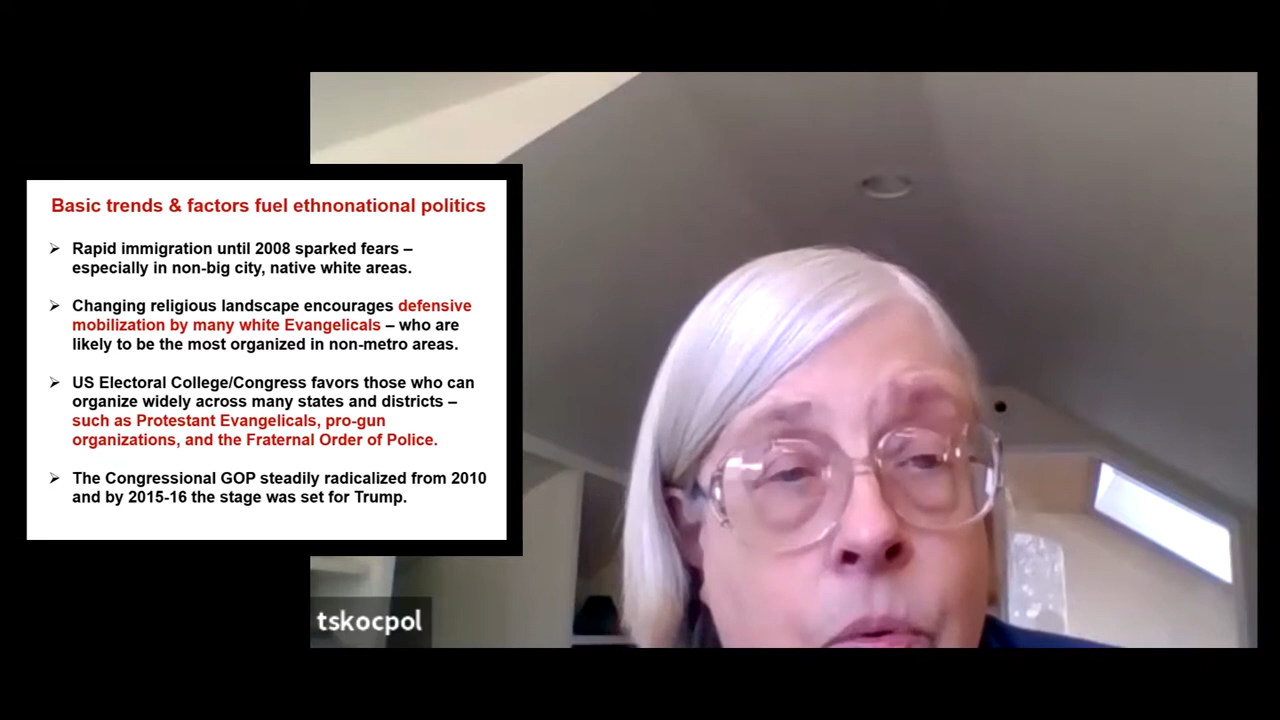 Basic trends & factors fuel ethnonational politics
➢ Rapid immigration until 2008 sparked fears –
especially in non-big city, native white areas.
➢ Changing religious landscape encourages defensive
mobilization by many white Evangelicals – who are
likely to be the most organized in non-metro areas.
➢ US Electoral College/Congress favors those who can
organize widely across many states and districts –
such as Protestant Evangelicals, pro-gun
organizations, and the Fraternal Order of Police.
➢ The Congressional GOP steadily radicalized from 2010
and by 2015-16 the stage was set for Trump.
tskocpol